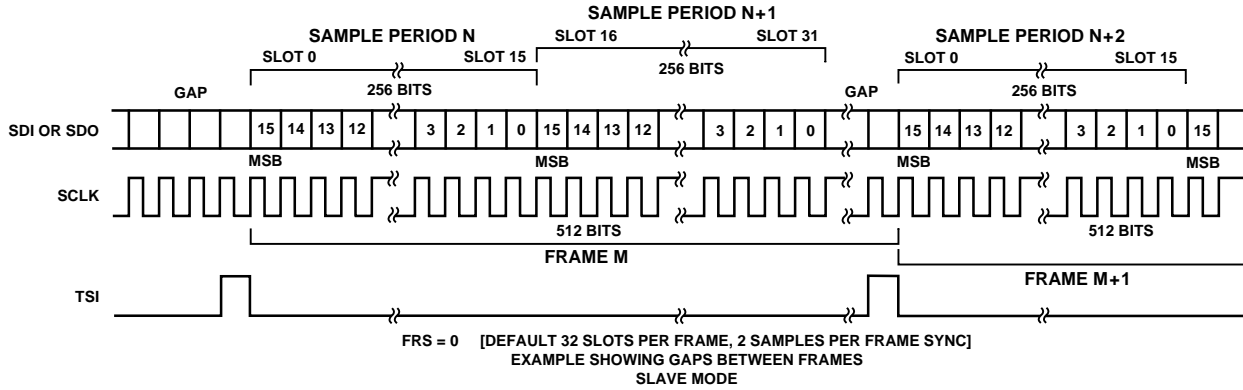 SAMPLE PERIOD N+1
SAMPLE PERIOD N
SLOT 16
SLOT 31
SAMPLE PERIOD N+2
SLOT 0
SLOT 15
SLOT 0
SLOT 15
256 BITS
GAP
256 BITS
GAP
256 BITS
SDI OR SDO
15 14 13 12 3 2 1 0 15 14 13 12 3 2 1 0 15 14 13 12 3 2 1 0 15
MSB MSB MSB MSB
SCLK
512 BITS 512 BITS
FRAME M
FRAME M+1
TSI
FRS = 0 [DEFAULT 32 SLOTS PER FRAME, 2 SAMPLES PER FRAME SYNC]
EXAMPLE SHOWING GAPS BETWEEN FRAMES
SLAVE MODE